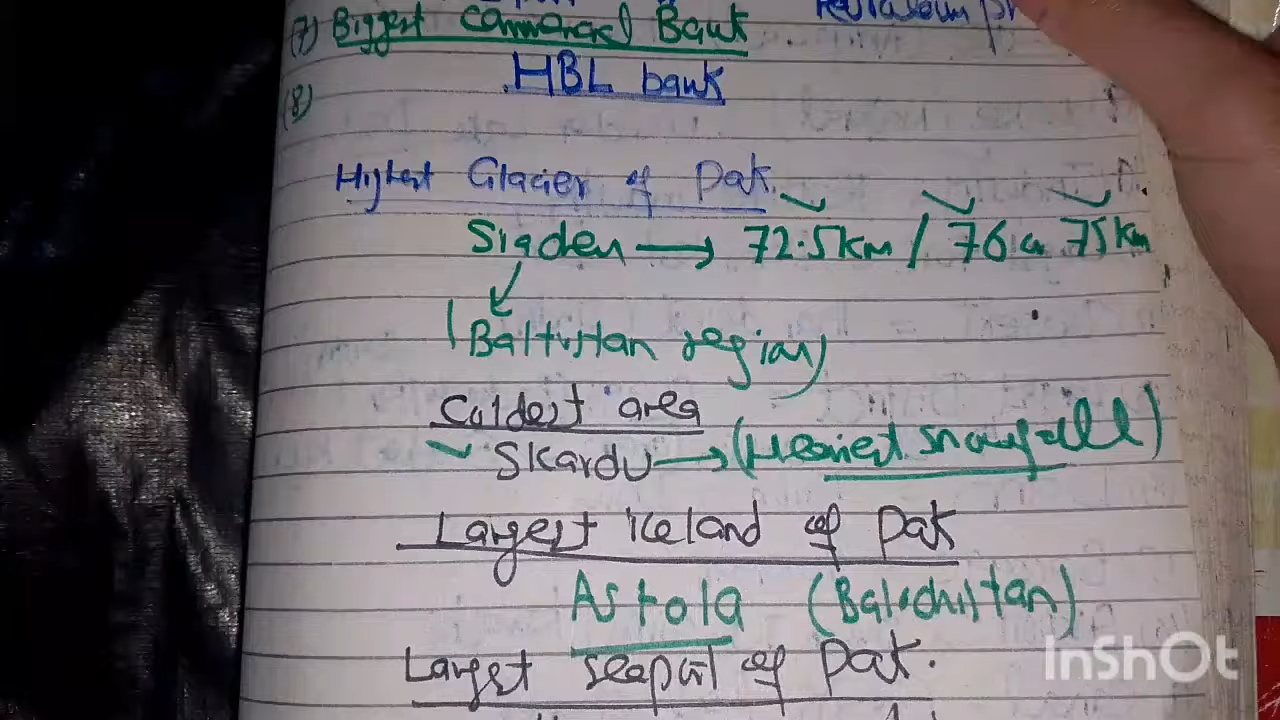 (7) Biggest Commercial Bank
HBL bank
(8)
Highest Glacier of Pak.
Siachen → 72.5km / 76 or 75km
(Baltistan region)
Coldest area
Skardu → (Heaviest snowfall)
Largest iceland of Pak
Astola (Balochistan)
Largest seaport of Pak.
InShOt